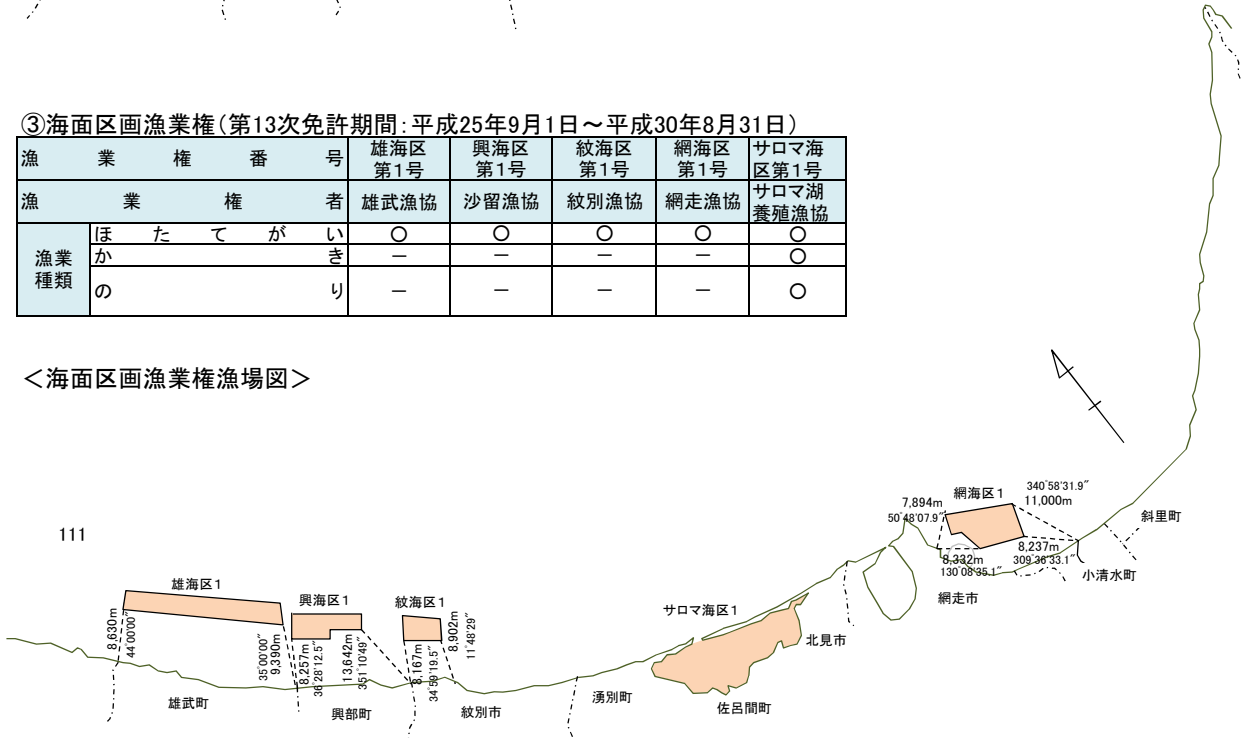 ③海面区画漁業権(第13次免許期間:平成25年9月1日～平成30年8月31日)
漁業権番号 雄海区第1号 興海区第1号 紋海区第1号 網海区第1号 サロマ海区第1号
漁業権者 雄武漁協 沙留漁協 紋別漁協 網走漁協 サロマ湖養殖漁協
漁業種類 ほたてがい ○ ○ ○ ○ ○
かき － － － － ○
のり － － － － ○
＜海面区画漁業権漁場図＞
340°58'31.9"
11,000m
網海区1
7,894m
50°48'07.9"
斜里町
111
8,237m
309°36'33.1"
8,332m
130°08'35.1"
小清水町
網走市
雄海区1
興海区1
紋海区1
サロマ海区1
北見市
8,630m
44°00'00"
35°00'00"
9,390m
8,257m
36°28'12.5"
13,642m
351°10'49"
8,167m
34°59'19.5"
8,902m
11°48'29"
雄武町
興部町
紋別市
湧別町
佐呂間町